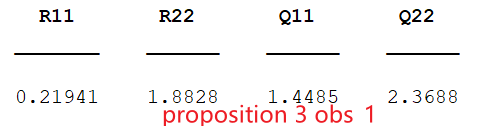 R11 R22 Q11 Q22
0.21941 1.8828 1.4485 2.3688
proposition 3 obs 1